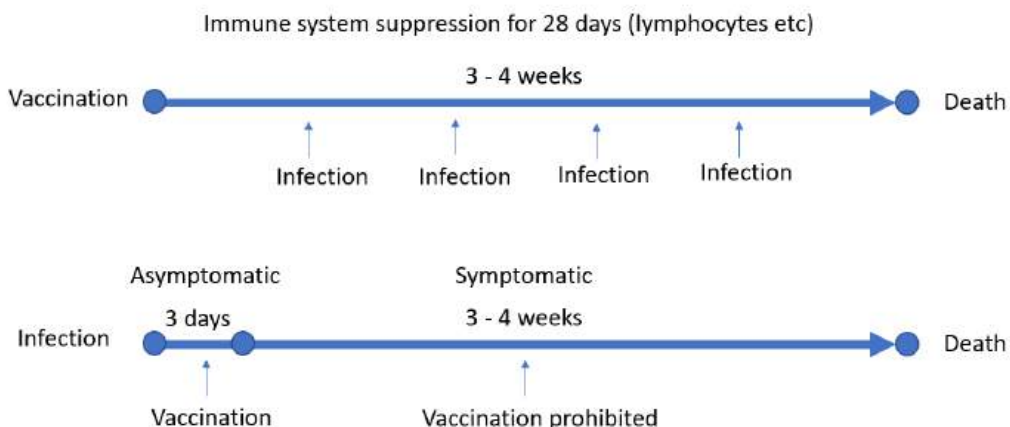 Immune system suppression for 28 days (lymphocytes etc)
3 - 4 weeks
Vaccination
Death
Infection
Infection
Infection
Infection
Asymptomatic
Symptomatic
3 days
3 - 4 weeks
Infection
Death
Vaccination
Vaccination prohibited